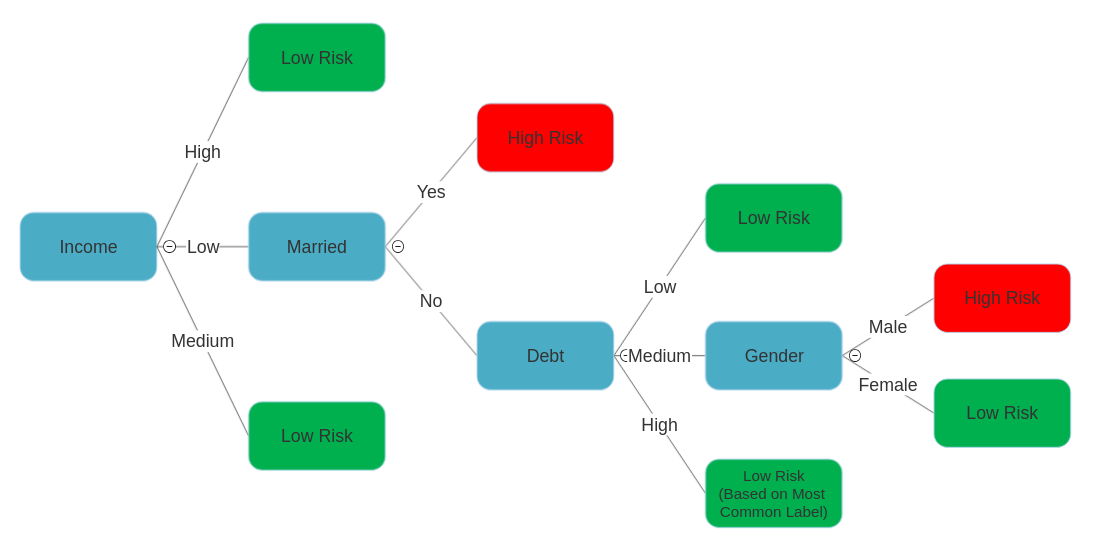 Low Risk
High Risk
High
Yes
Low Risk
Income
Low
Married
High Risk
No
Low
Male
Medium
Debt
Medium
Gender
Female
High
Low Risk
Low Risk
Low Risk
(Based on Most
Common Label)